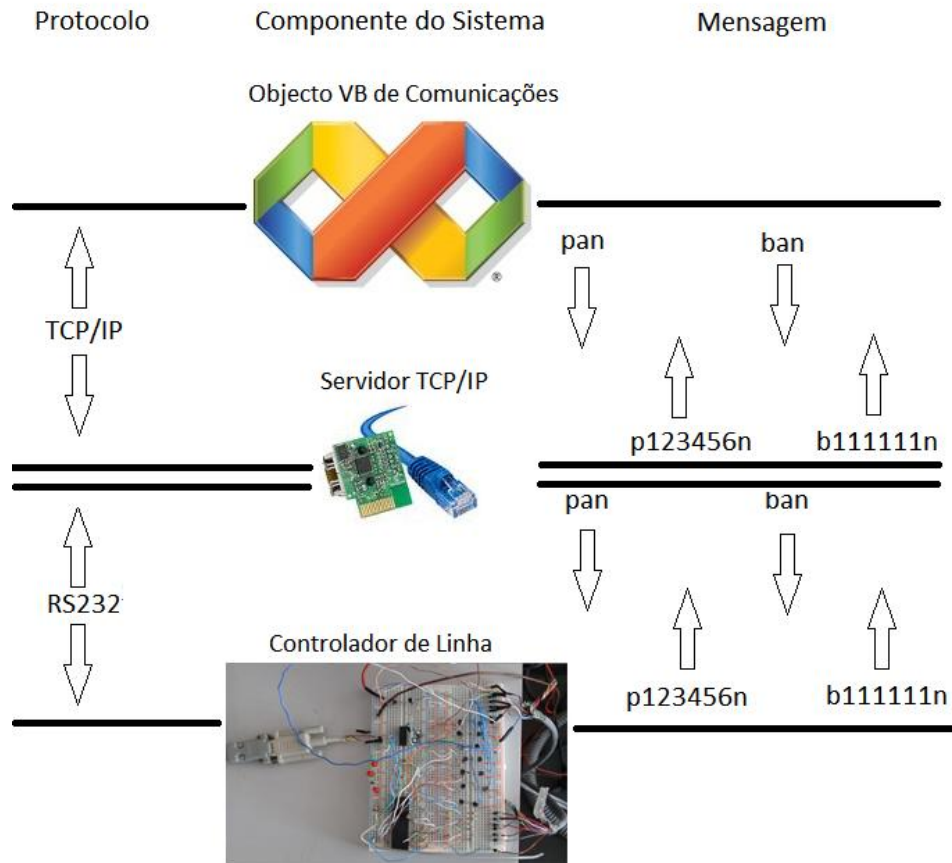 Protocolo Componente do Sistema Mensagem
Objecto VB de Comunicações
®
pan ban
TCP/IP
Servidor TCP/IP
p123456n b111111n
pan ban
RS232
Controlador de Linha
p123456n b111111n